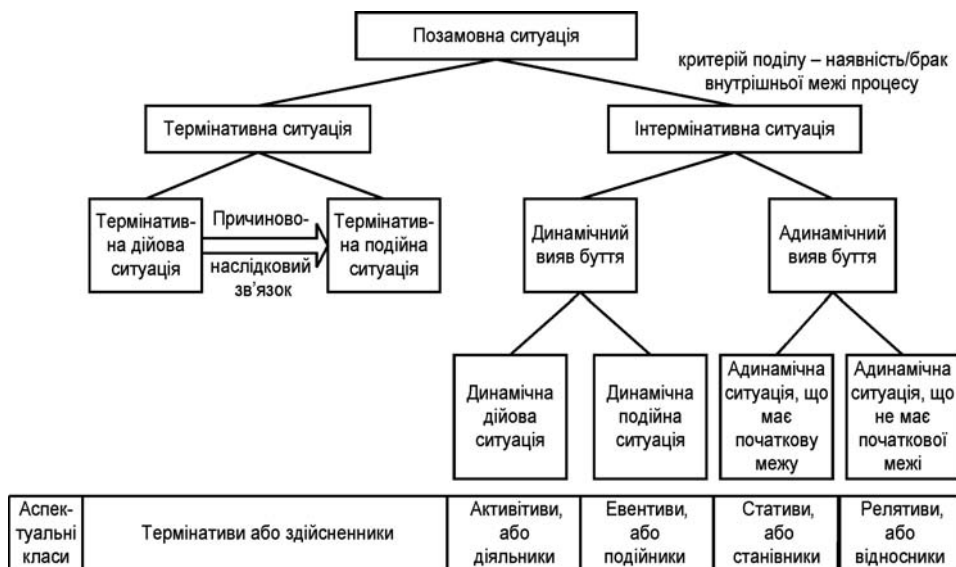 Позамовна ситуація
критерій поділу – наявність/брак
внутрішньої межі процесу
Термінативна ситуація
Інтермінативна ситуація
Термінатив-
на дійова
ситуація
Причиново-
наслідковий
зв’язок
Термінатив-
на подійна
ситуація
Динамічний
вияв буття
Адинамічний
вияв буття
Динамічна
дійова
ситуація
Динамічна
подійна
ситуація
Адинамічна
ситуація, що
має
початкову
межу
Адинамічна
ситуація, що
не має
початкової
межі
Аспек-
туальні
класи
Термінативи або здійсненники
Активітиви,
або
діяльники
Евентиви,
або
подійники
Стативи,
або
станівники
Релятиви,
або
відносники